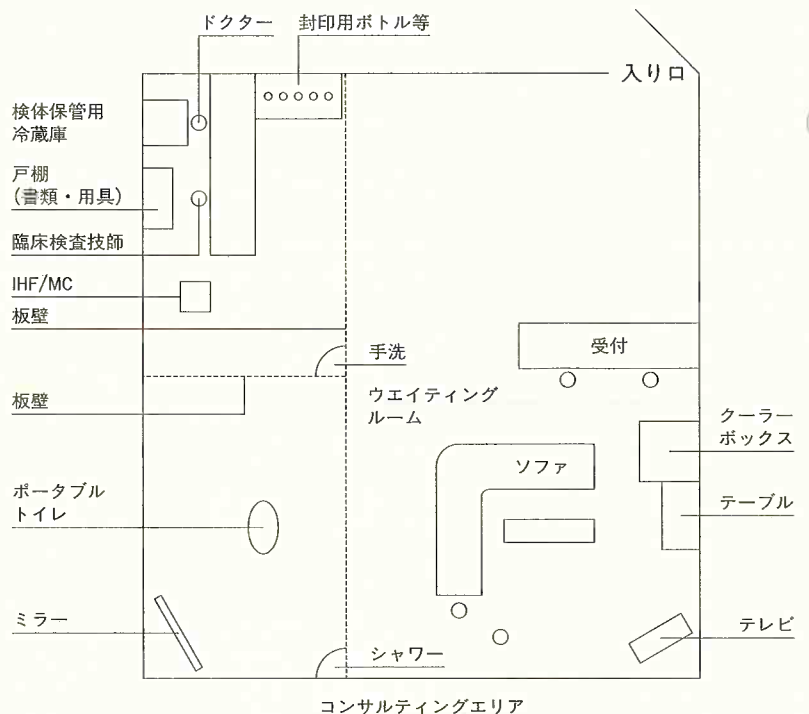 ドクター
封印用ボトル等
入り口
検体保管用
冷蔵庫
戸棚
(書類・用具)
臨床検査技師
IHF/MC
板壁
手洗
受付
板壁
ウエイティング
ルーム
クーラー
ボックス
ソファ
ポータブル
トイレ
テーブル
ミラー
シャワー
テレビ
コンサルティングエリア